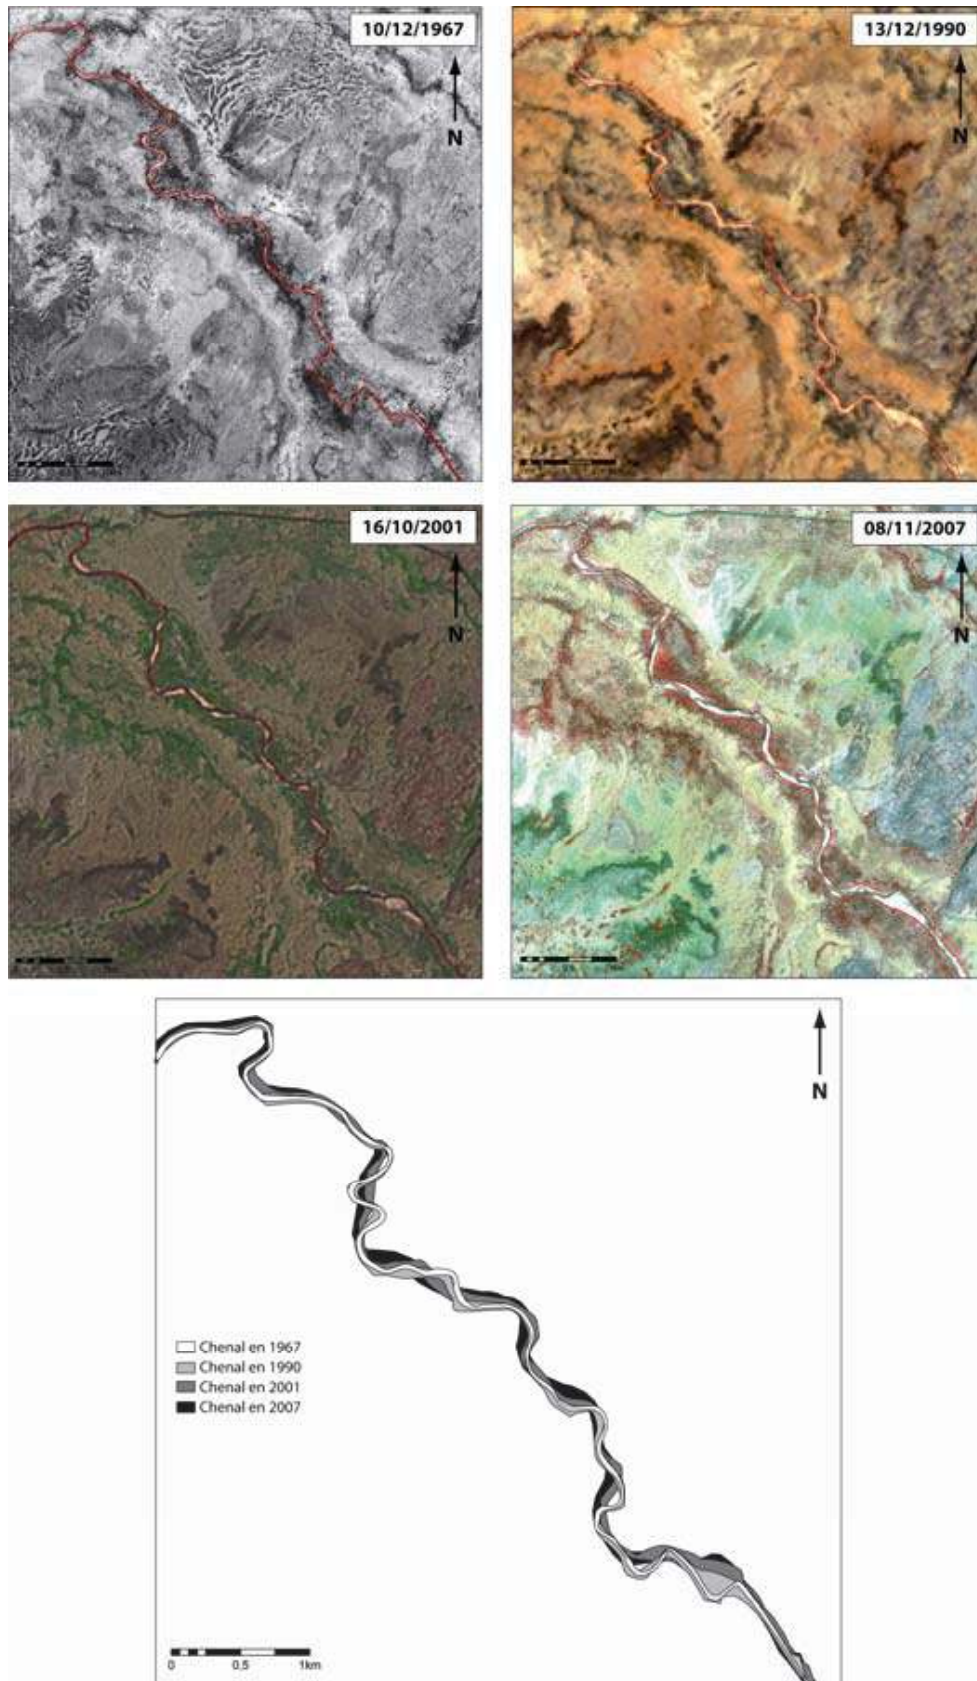 10/12/1967
N
13/12/1990
N
16/10/2001
N
08/11/2007
N
N
Chenal en 1967
Chenal en 1990
Chenal en 2001
Chenal en 2007
0 0,5 1km